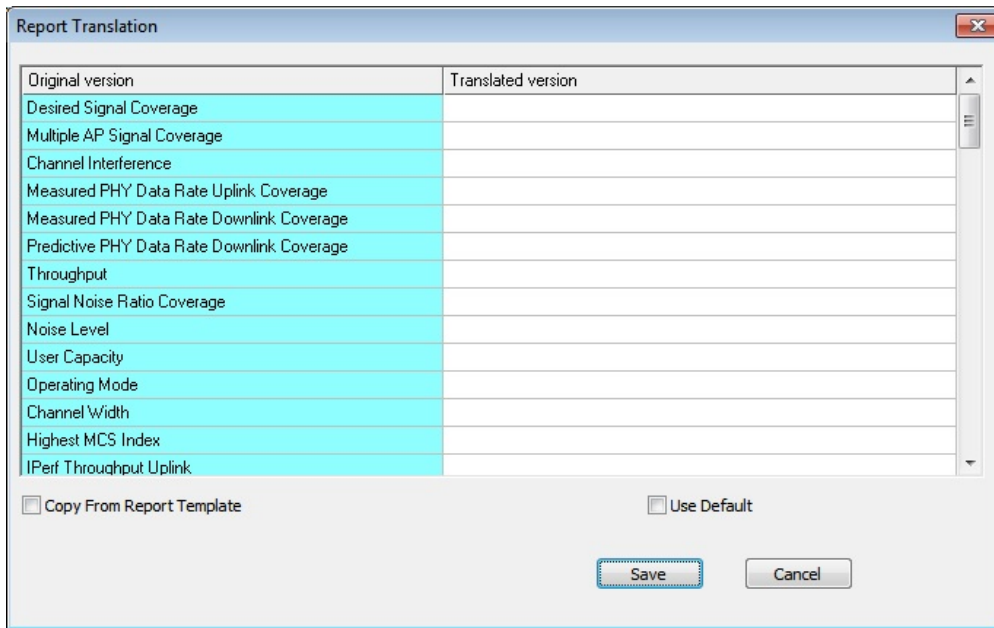 Report Translation
Original version Translated version
Desired Signal Coverage
Multiple AP Signal Coverage
Channel Interference
Measured PHY Data Rate Uplink Coverage
Measured PHY Data Rate Downlink Coverage
Predictive PHY Data Rate Downlink Coverage
Throughput
Signal Noise Ratio Coverage
Noise Level
User Capacity
Operating Mode
Channel Width
Highest MCS Index
IPerf Throughput Uplink
Copy From Report Template Use Default
Save Cancel